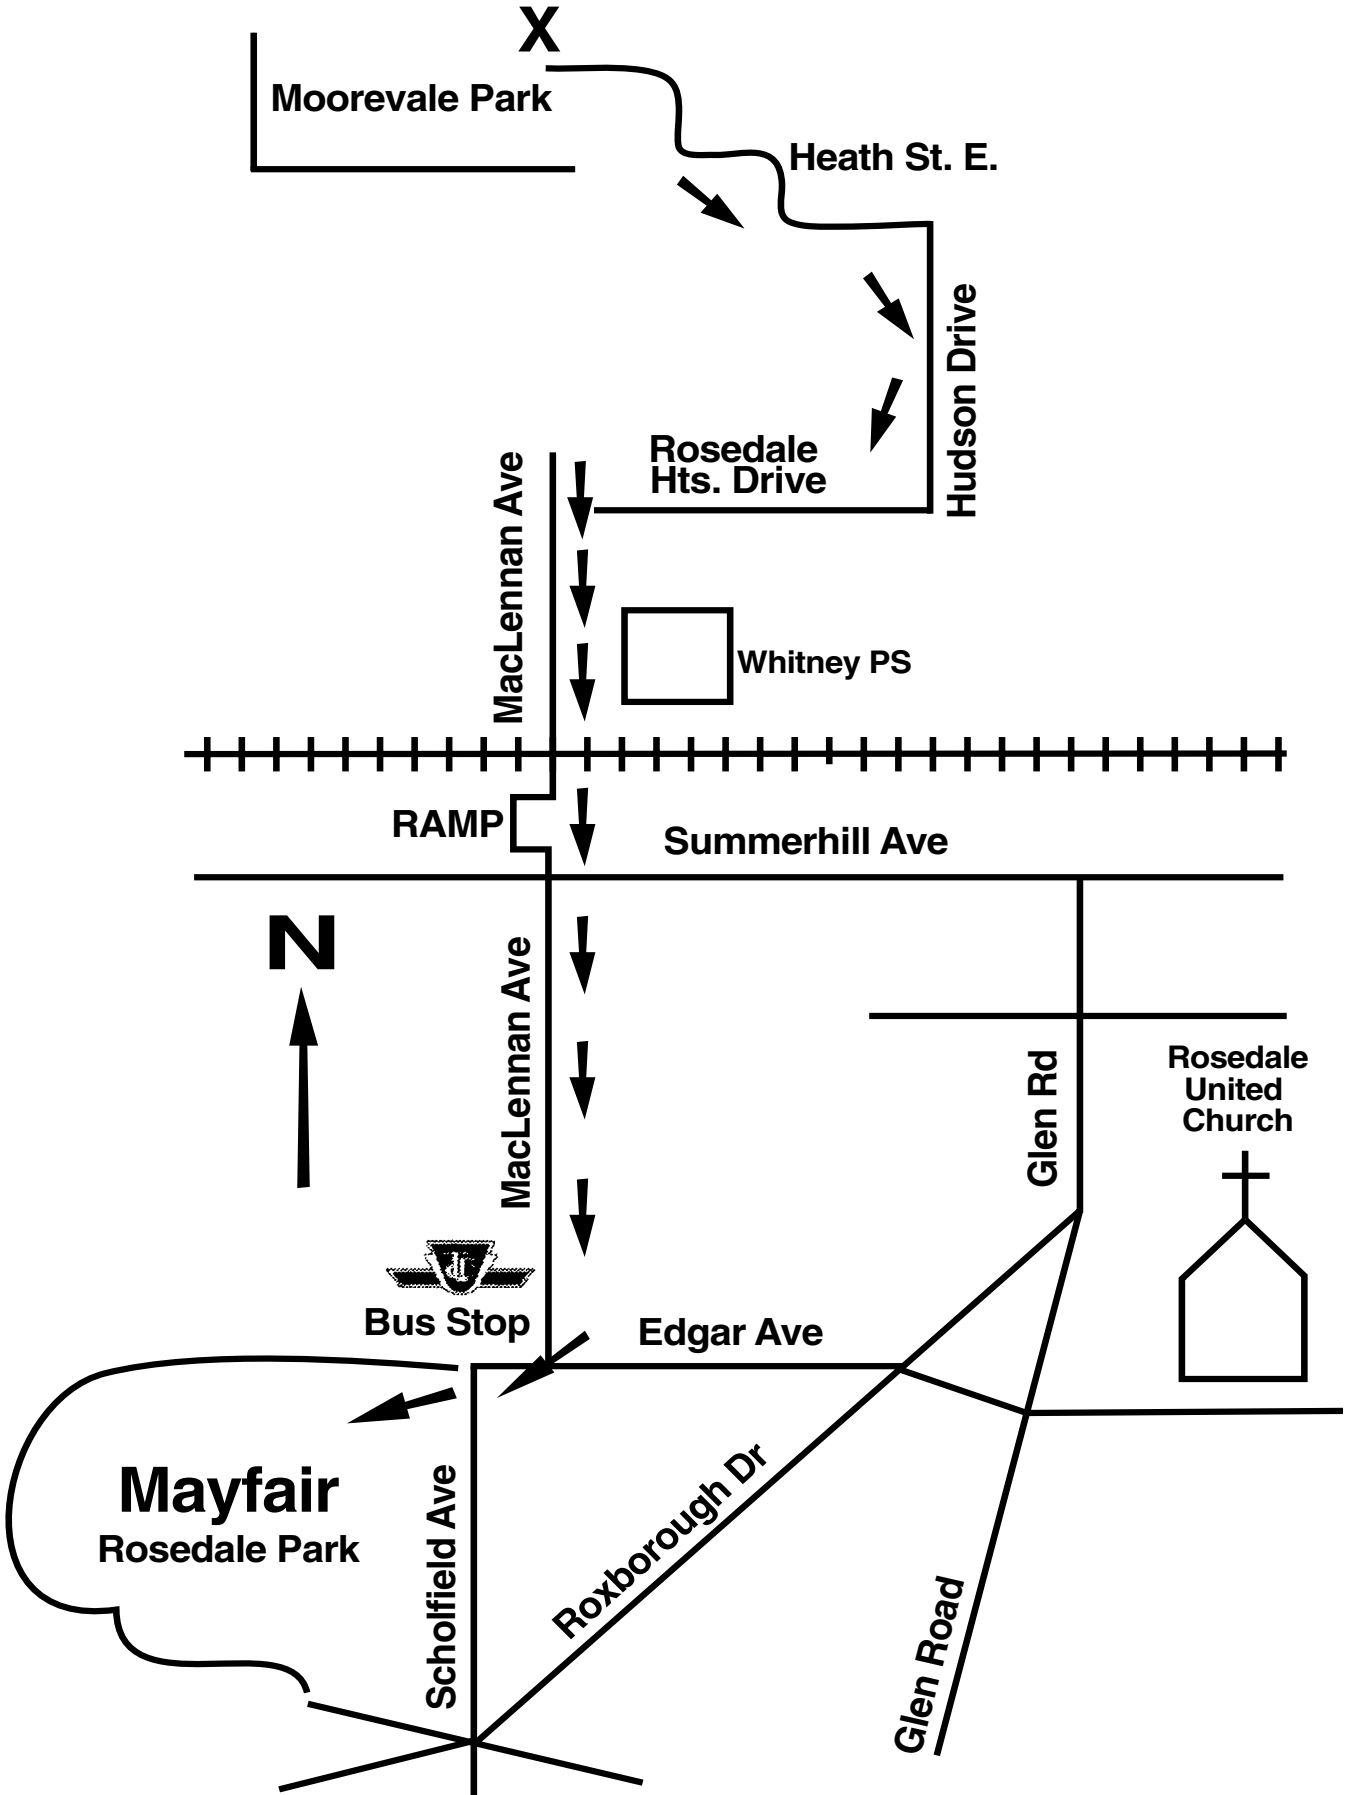 X
Moorevale Park
Heath St. E.
Hudson Drive
Rosedale
Hts. Drive
MacLennan Ave
Whitney PS
RAMP
Summerhill Ave
N
MacLennan Ave
Glen Rd
Rosedale
United
Church
Bus Stop
Edgar Ave
Mayfair
Rosedale Park
Scholfield Ave
Roxborough Dr
Glen Road